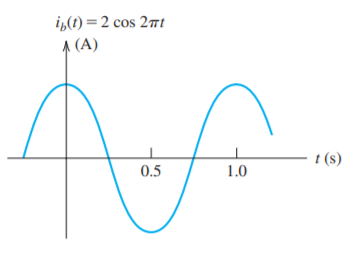 i_b(t) = 2 cos 2πt
(A)
t (s)
0.5
1.0